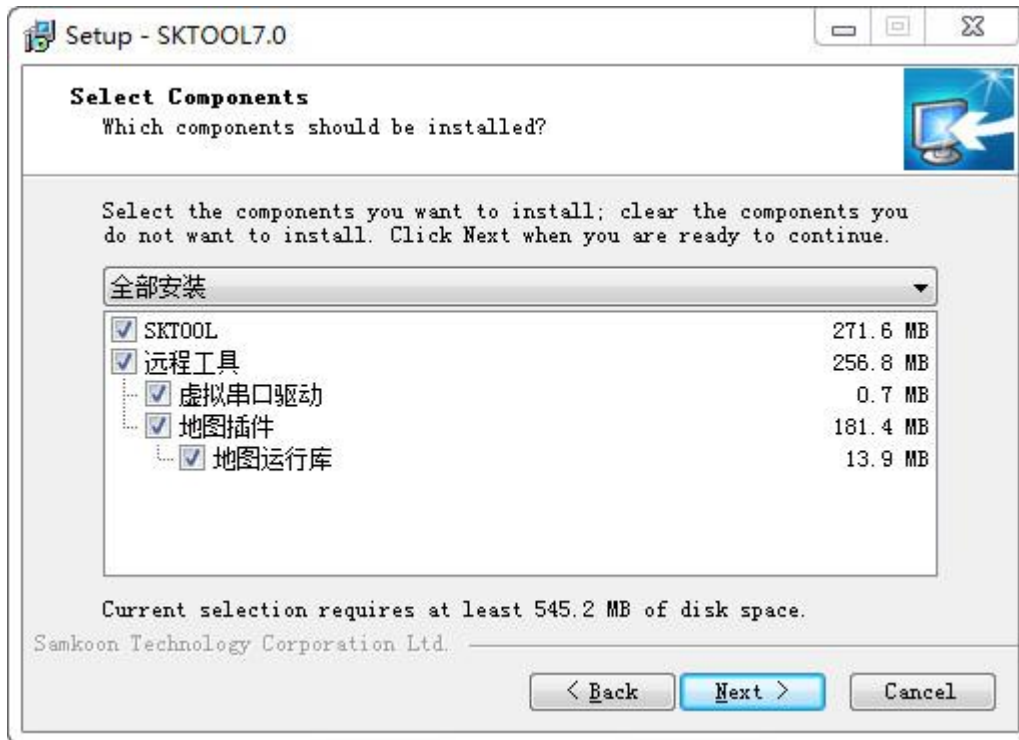 Setup - SKTOOL7.0
Select Components
Which components should be installed?
Select the components you want to install; clear the components you
do not want to install. Click Next when you are ready to continue.
全部安装
SKTOOL 271.6 MB
远程工具 256.8 MB
虚拟串口驱动 0.7 MB
地图插件 181.4 MB
地图运行库 13.9 MB
Current selection requires at least 545.2 MB of disk space.
Samkoon Technology Corporation Ltd.
< Back Next > Cancel